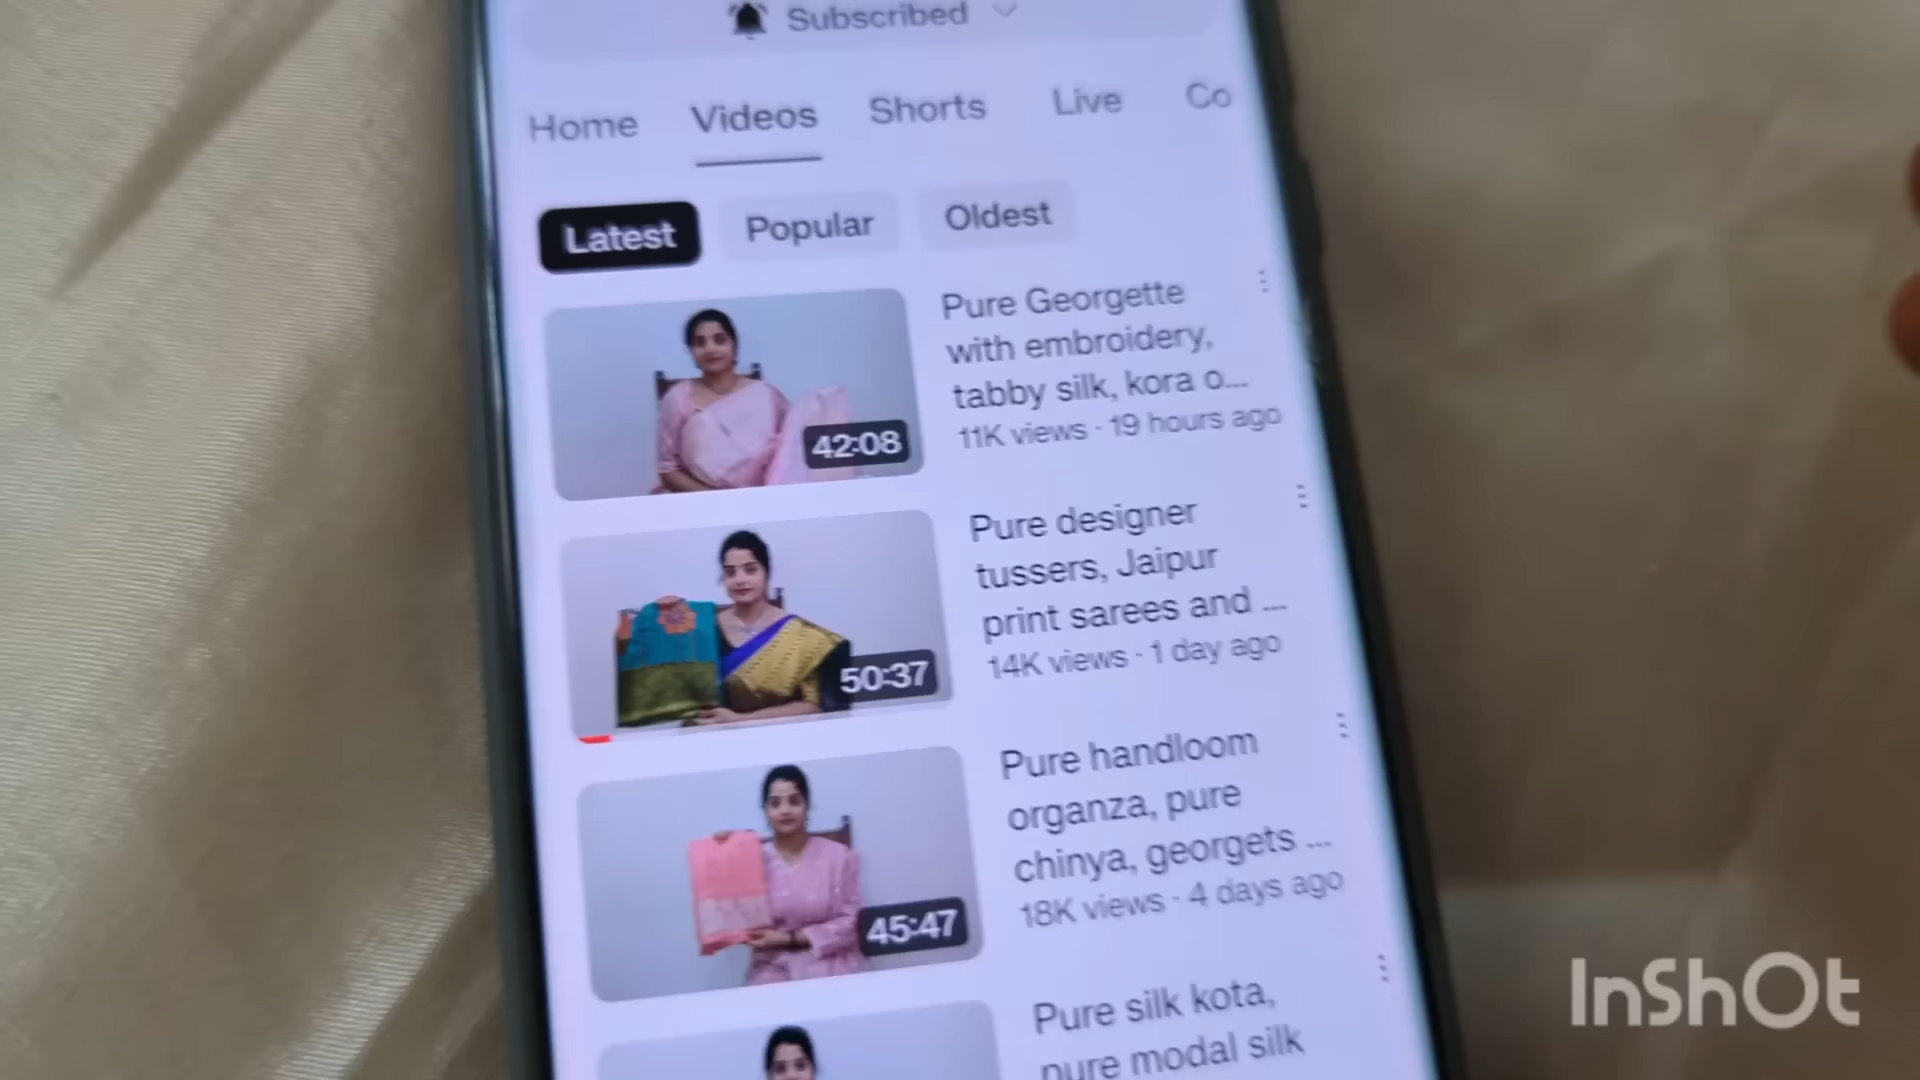 Subscribed
Home Videos Shorts Live Co
Latest Popular Oldest
Pure Georgette
with embroidery,
tabby silk, kora o...
11K views · 19 hours ago
42:08
Pure designer
tussers, Jaipur
print sarees and ...
14K views · 1 day ago
50:37
Pure handloom
organza, pure
chinya, georgets ...
18K views · 4 days ago
45:47
Pure silk kota,
pure modal silk
InShOt